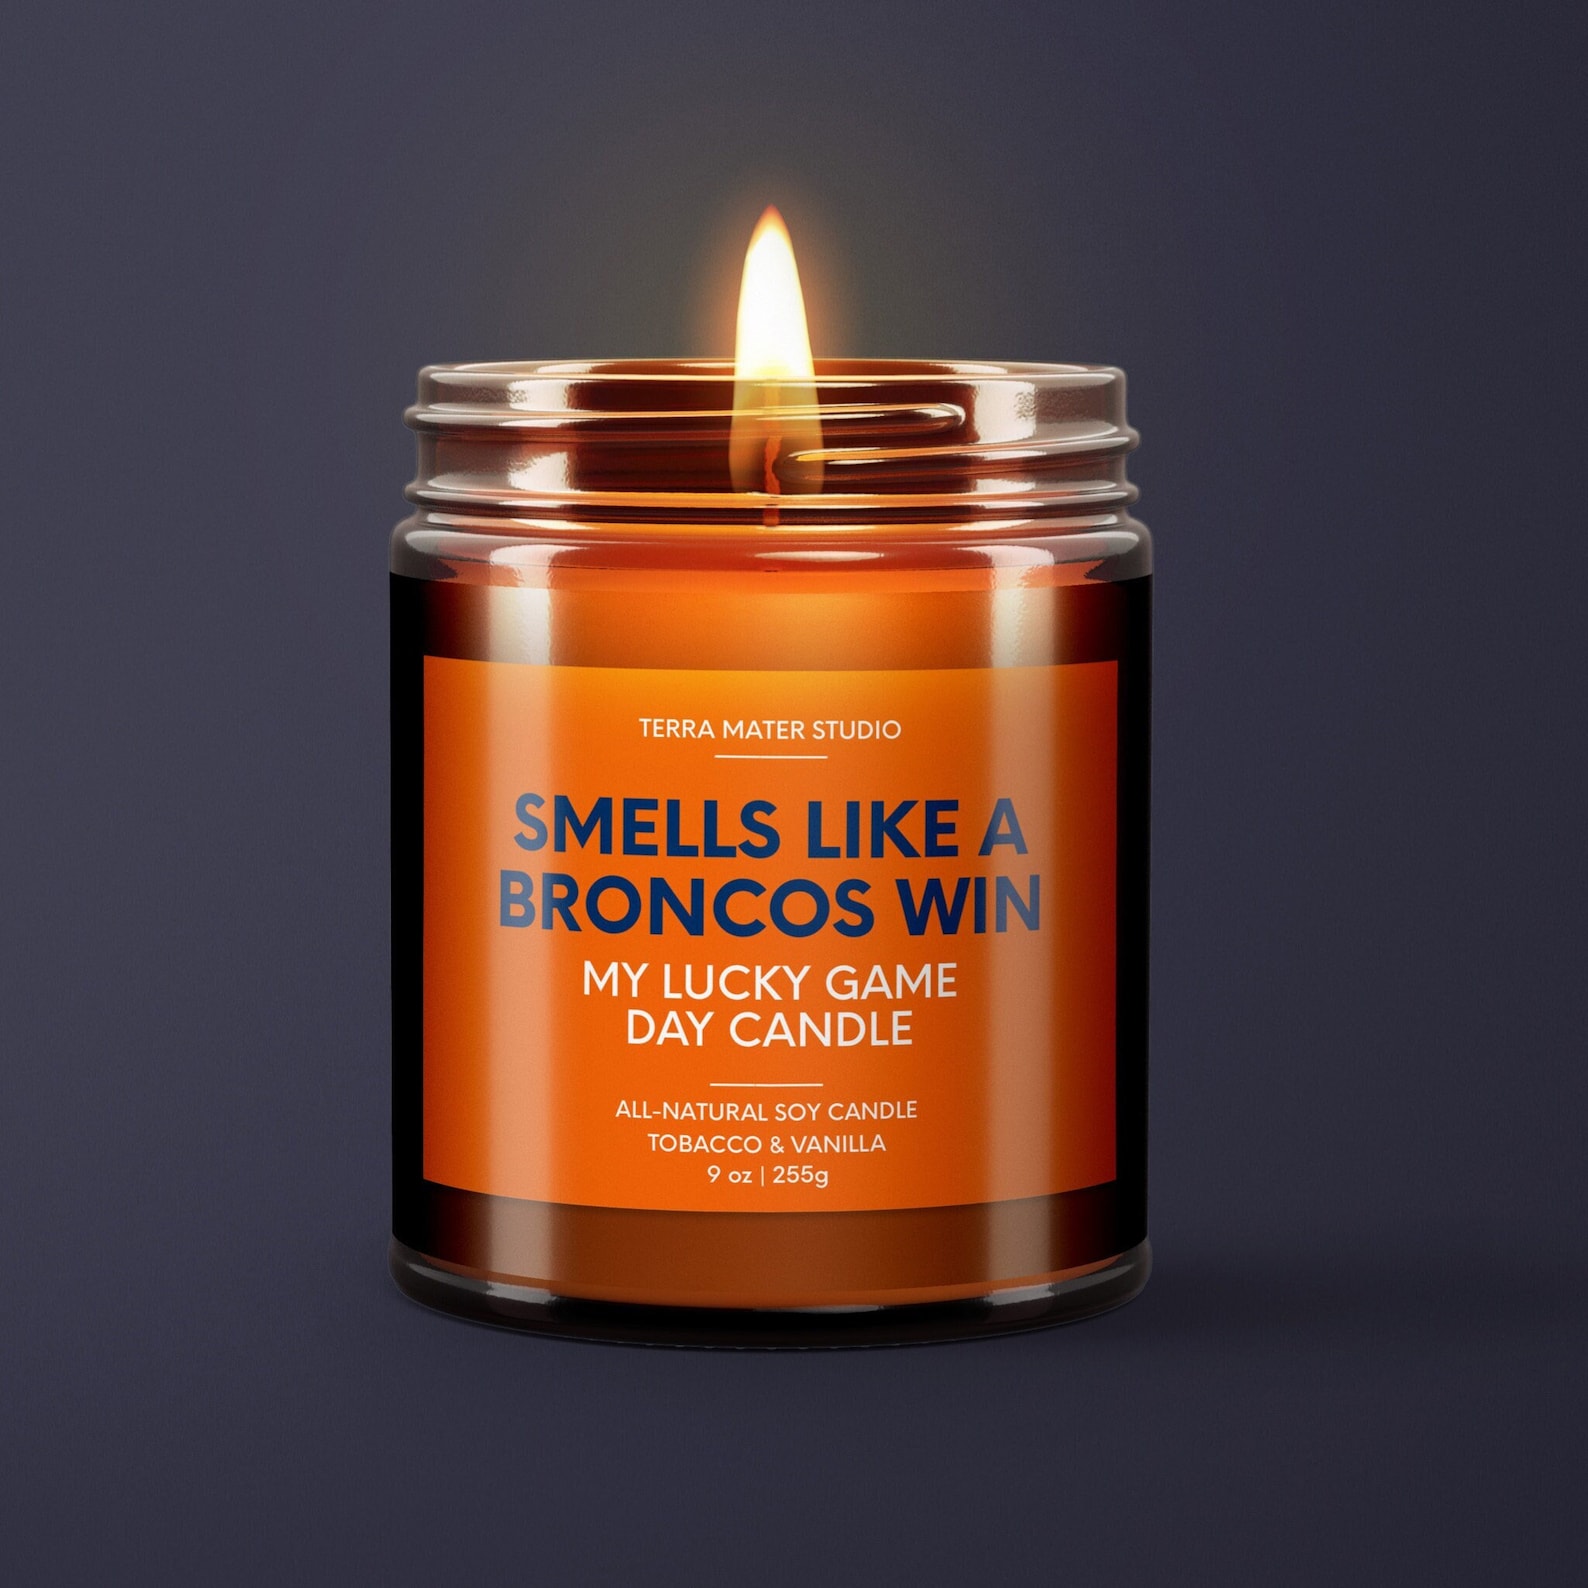 TERRA MATER STUDIO
SMELLS LIKE A
BRONCOS WIN
MY LUCKY GAME
DAY CANDLE
ALL-NATURAL SOY CANDLE
TOBACCO & VANILLA
9 oz | 255g